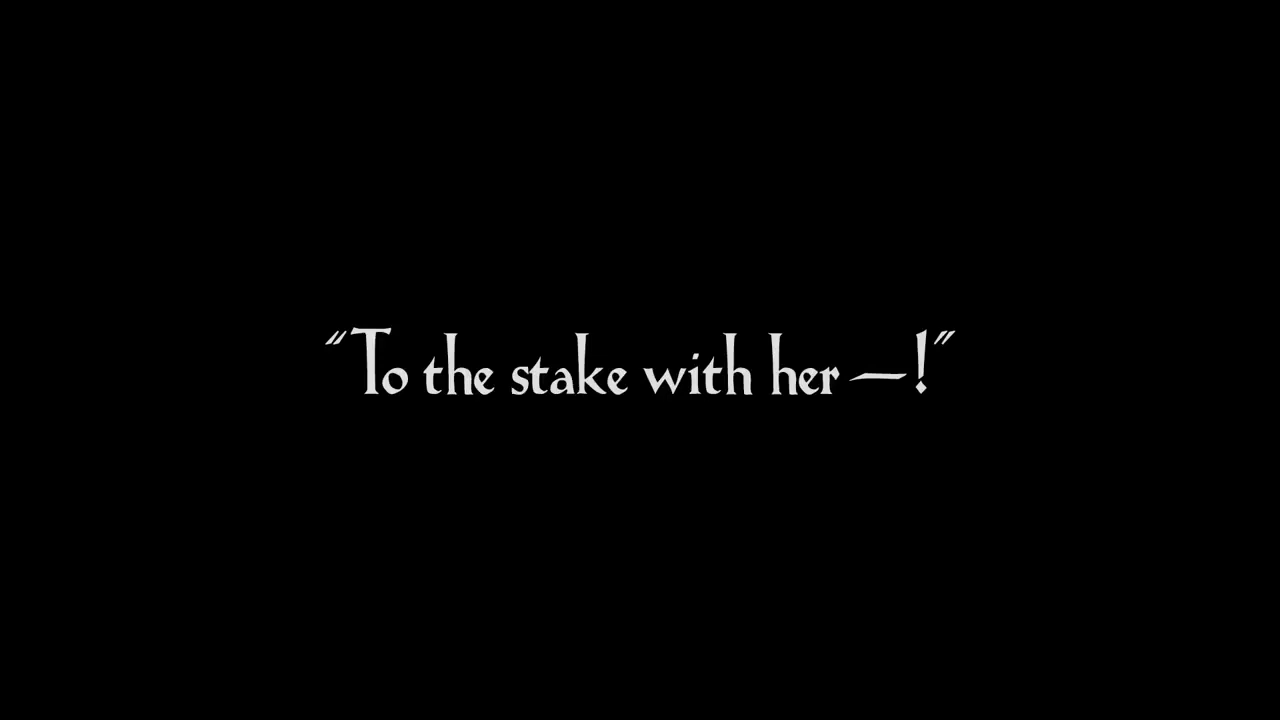 “To the stake with her —!”